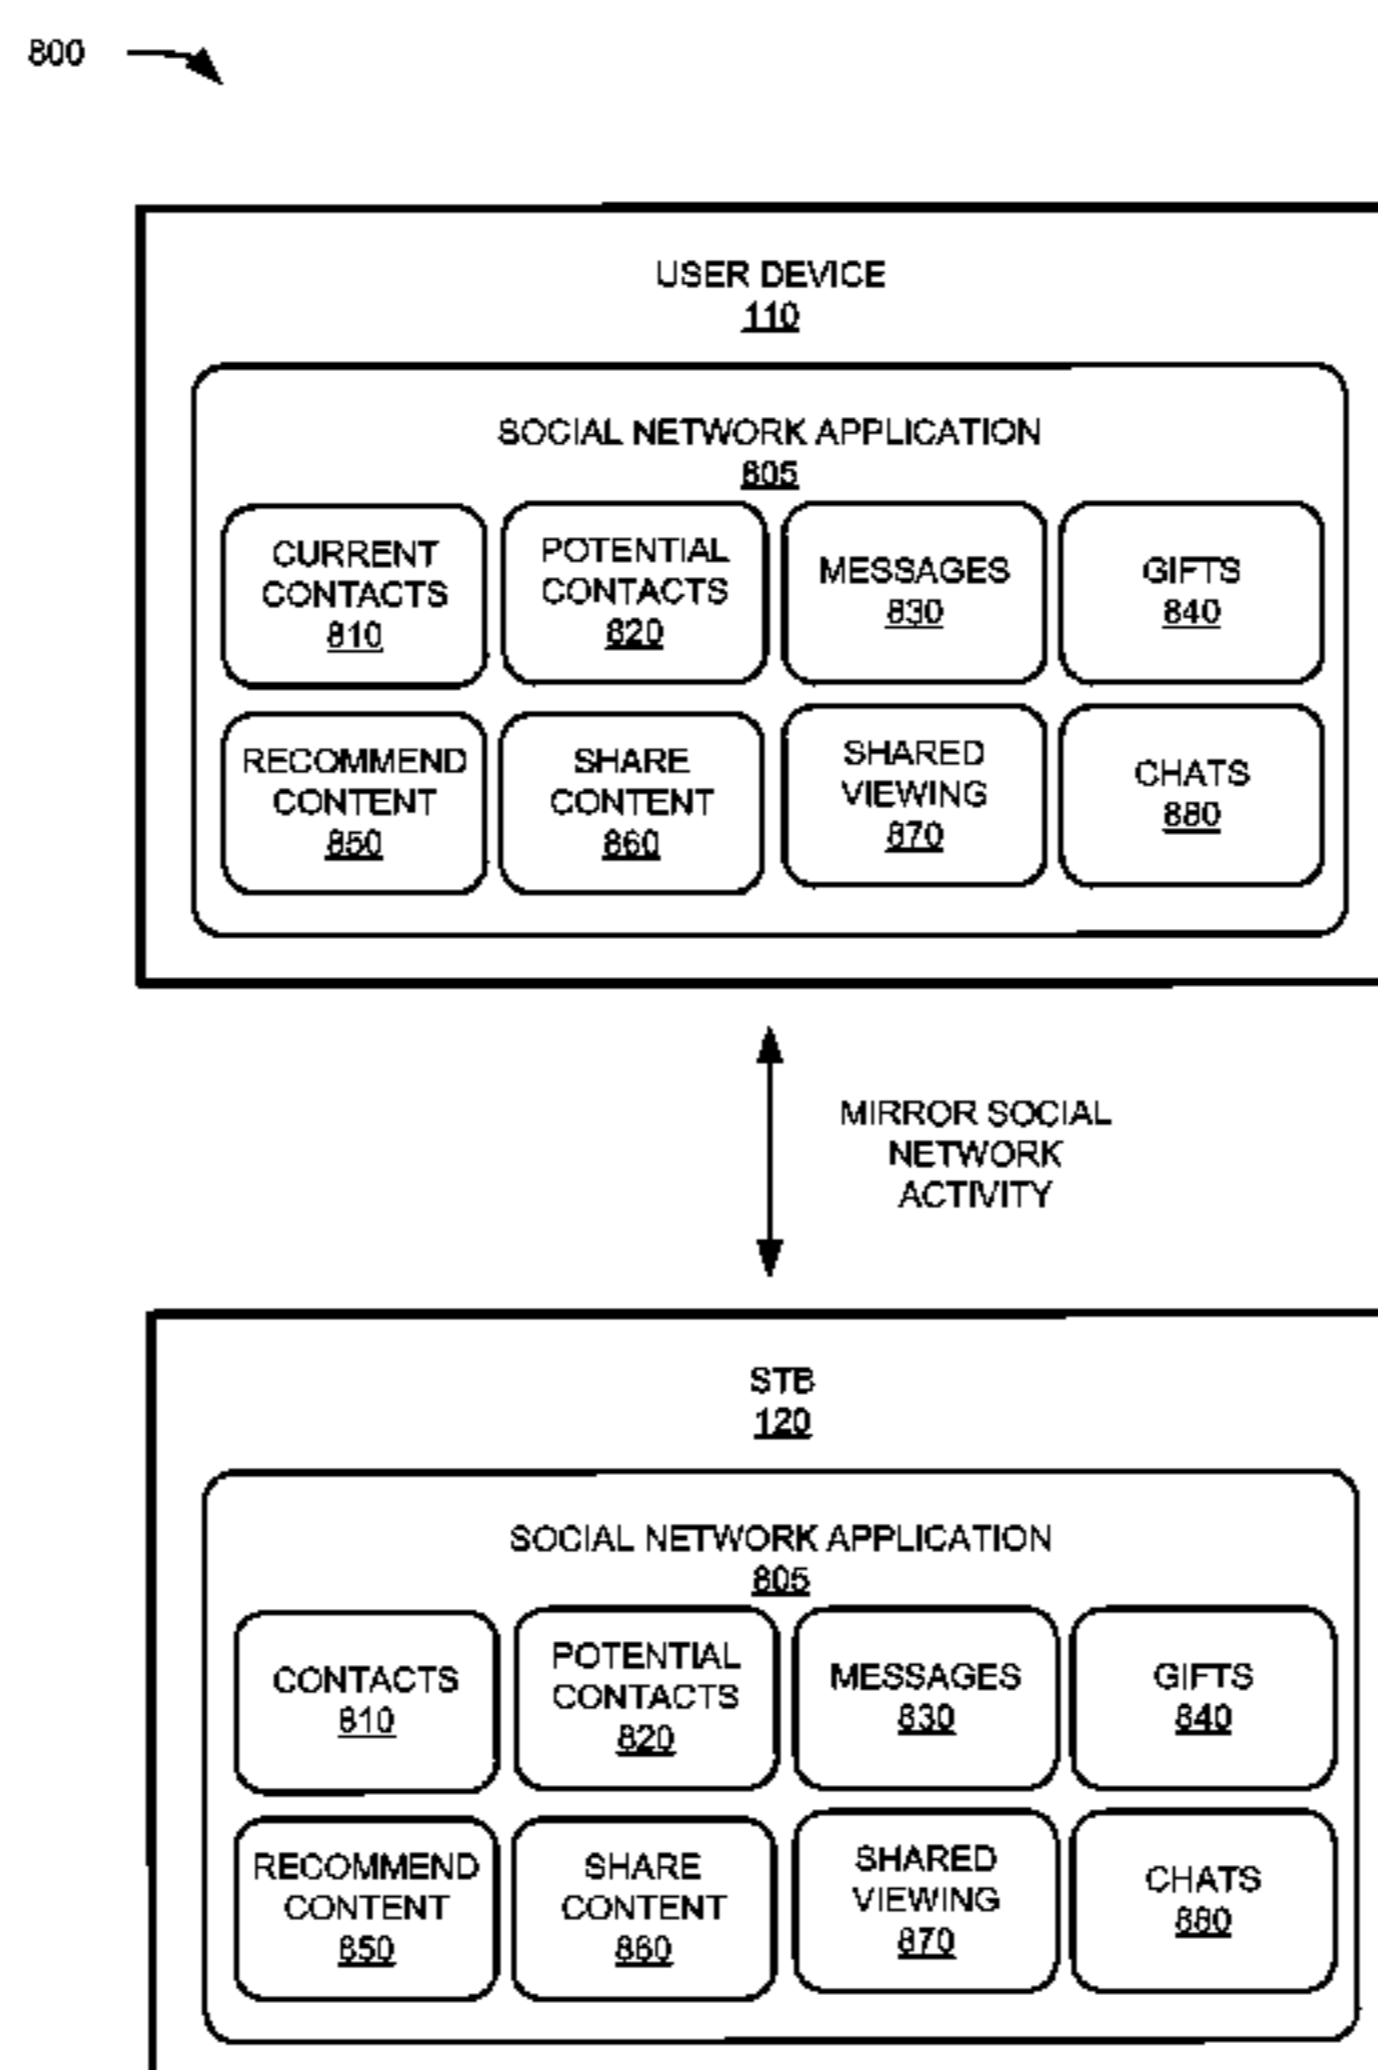 800
USER DEVICE
110
SOCIAL NETWORK APPLICATION
805
CURRENT
CONTACTS
810
POTENTIAL
CONTACTS
820
MESSAGES
830
GIFTS
840
RECOMMEND
CONTENT
850
SHARE
CONTENT
860
SHARED
VIEWING
870
CHATS
880
MIRROR SOCIAL
NETWORK
ACTIVITY
STB
120
SOCIAL NETWORK APPLICATION
805
CONTACTS
810
POTENTIAL
CONTACTS
820
MESSAGES
830
GIFTS
840
RECOMMEND
CONTENT
850
SHARE
CONTENT
860
SHARED
VIEWING
870
CHATS
880